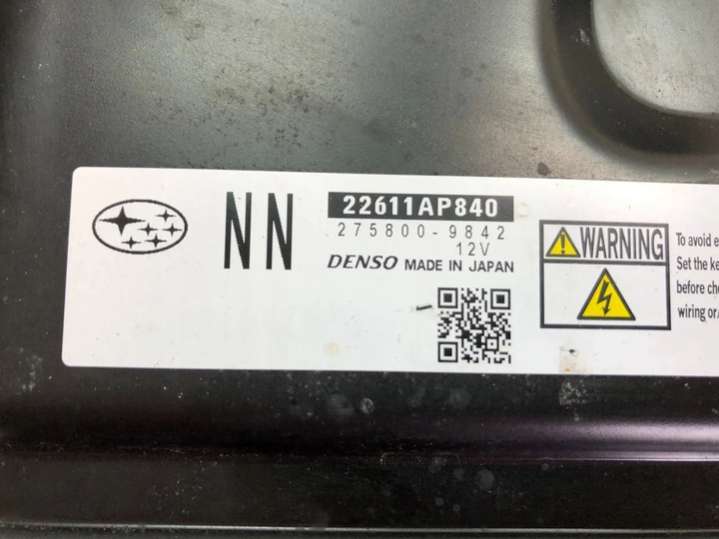 NN
22611AP840
275800-9842
12V
DENSO MADE IN JAPAN
WARNING
To avoid
Set the
before
wiring or